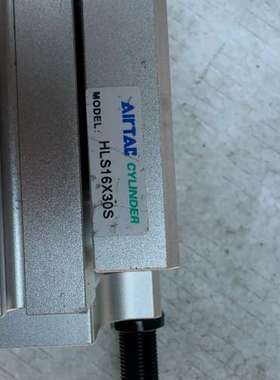 AirTAC CYLINDER
MODEL: HLS16X30S